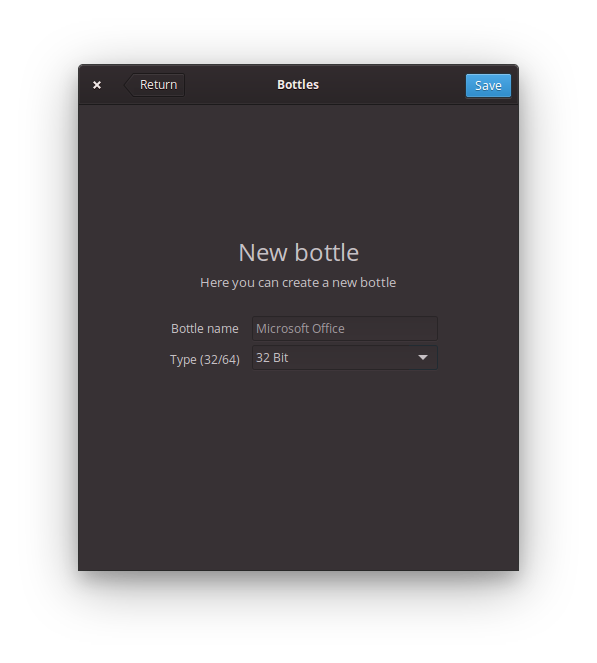 Return Bottles Save
New bottle
Here you can create a new bottle
Bottle name Microsoft Office
Type (32/64) 32 Bit